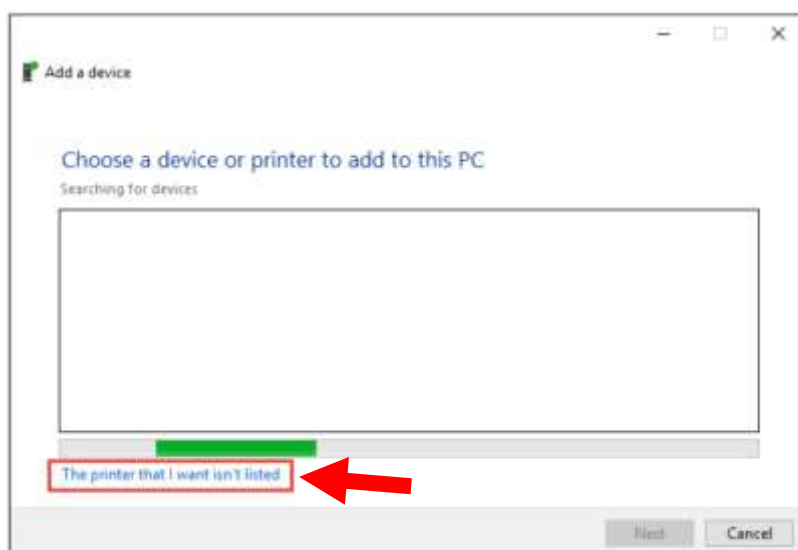 Add a device
Choose a device or printer to add to this PC
Searching for devices
The printer that I want isn't listed
Next
Cancel